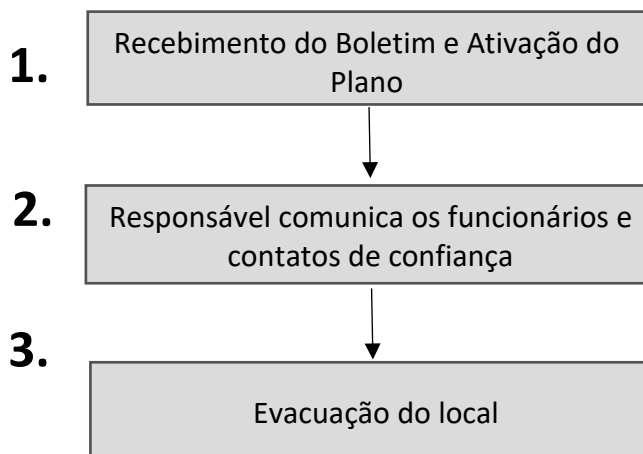 1.
Recebimento do Boletim e Ativação do
Plano
2.
Responsável comunica os funcionários e
contatos de confiança
3.
Evacuação do local